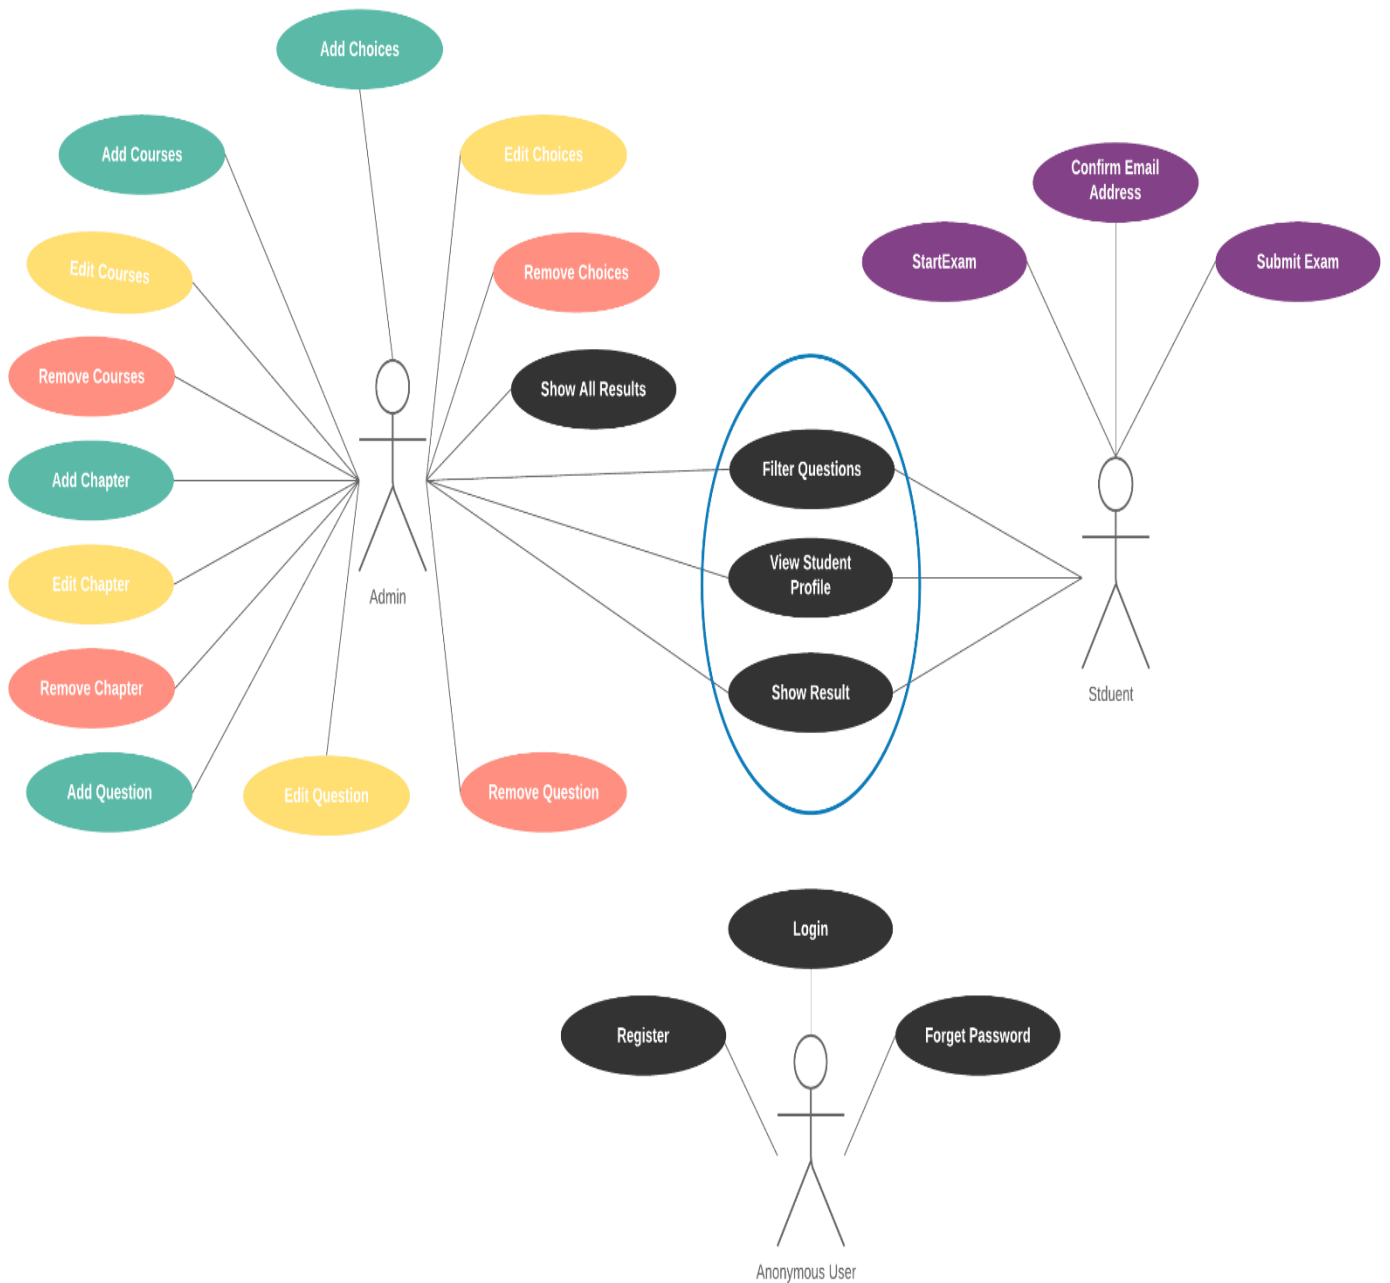 Add Choices
Add Courses
Edit Choices
Confirm Email
Address
Edit Courses
Remove Choices
StartExam
Submit Exam
Remove Courses
Show All Results
Add Chapter
Filter Questions
Edit Chapter
View Student
Profile
Admin
Remove Chapter
Show Result
Stduent
Add Question
Edit Question
Remove Question
Login
Register
Forget Password
Anonymous User